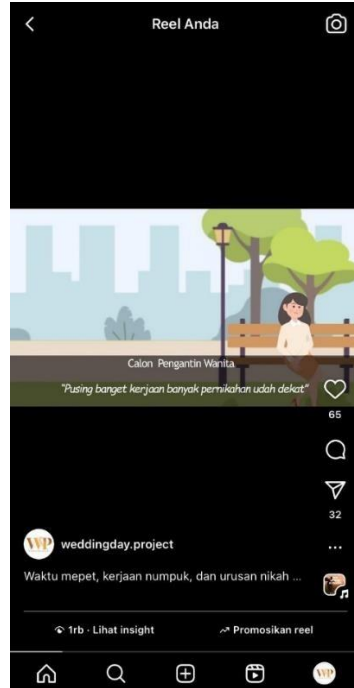 Reel Anda
Calon Pengantin Wanita
"Pusing banget kerjaan banyak pernikahan udah dekat"
65
32
WP weddingday.project
Waktu mepet, kerjaan numpuk, dan urusan nikah ...
1rb · Lihat insight Promosikan reel
WP